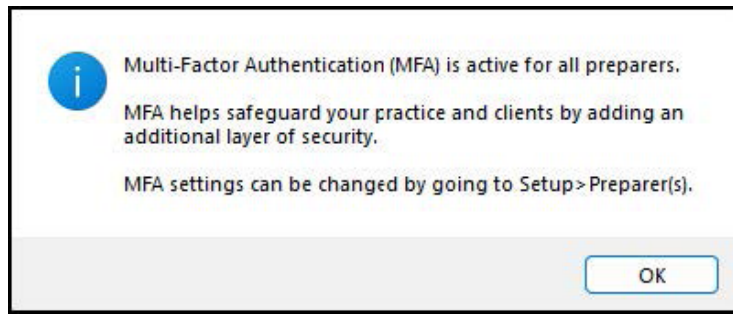 Multi-Factor Authentication (MFA) is active for all preparers.
MFA helps safeguard your practice and clients by adding an
additional layer of security.
MFA settings can be changed by going to Setup>Preparer(s).
OK